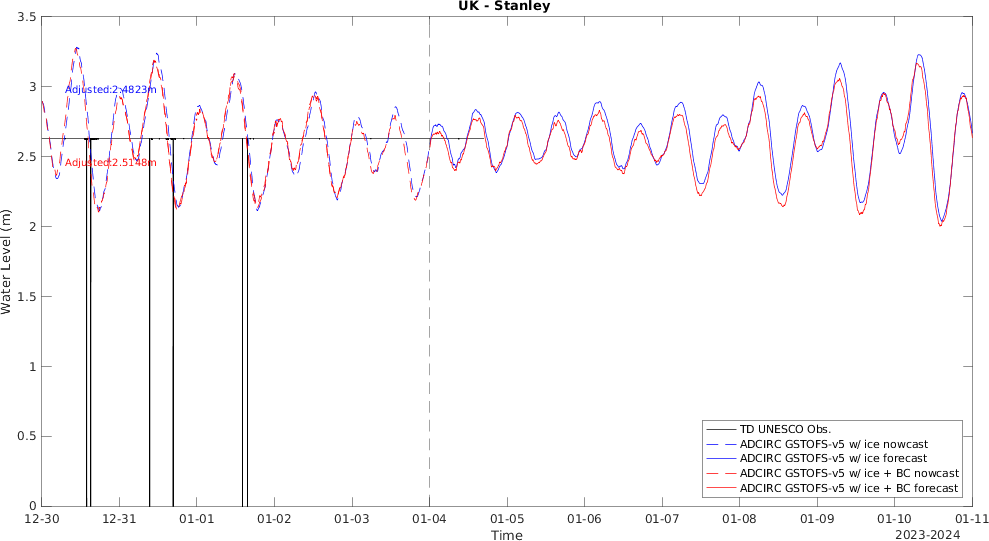 UK - Stanley
3.5
3
2.5
2
1.5
1
0.5
0
Water Level (m)
Adjusted:2.4823m
Adjusted:2.5148m
TD UNESCO Obs.
ADCIRC GSTOFS-v5 w/ ice nowcast
ADCIRC GSTOFS-v5 w/ ice forecast
ADCIRC GSTOFS-v5 w/ ice + BC nowcast
ADCIRC GSTOFS-v5 w/ ice + BC forecast
12-30 12-31 01-01 01-02 01-03 01-04 01-05 01-06 01-07 01-08 01-09 01-10 01-11
Time
2023-2024